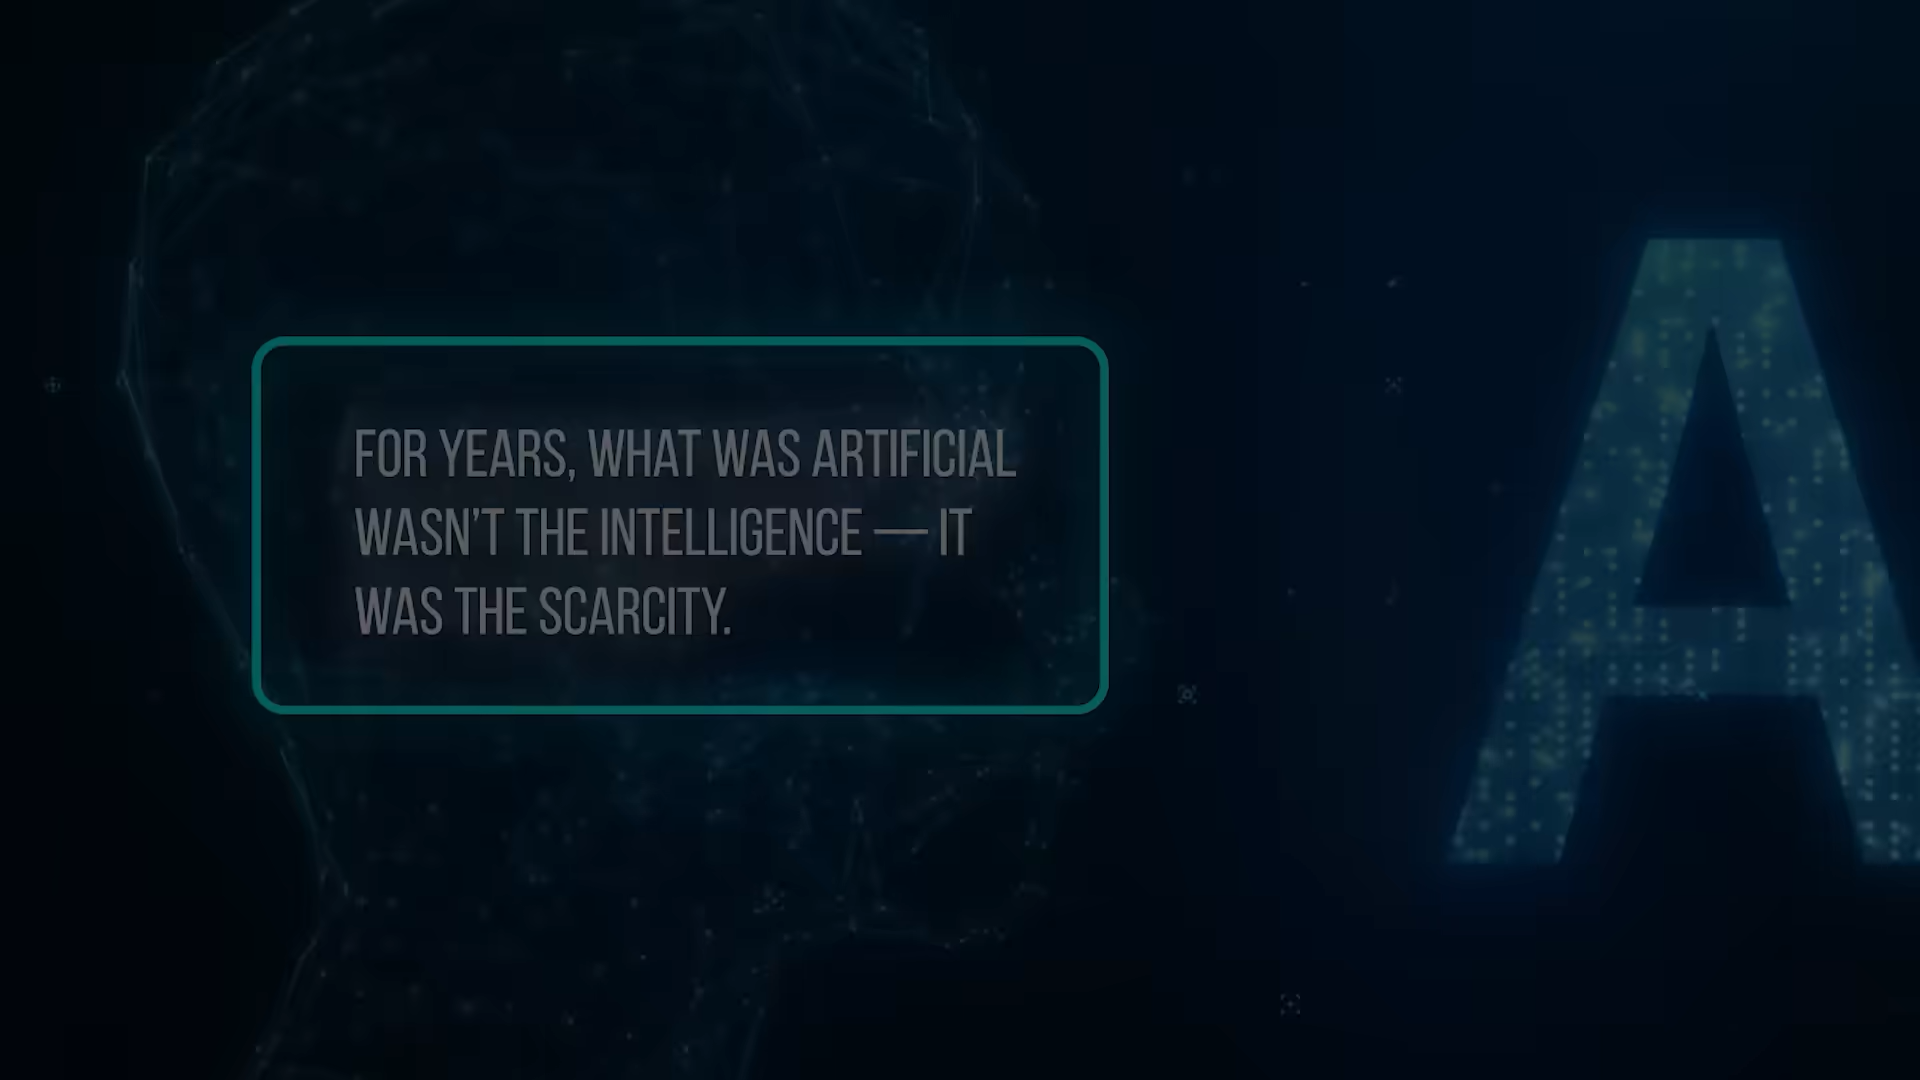 FOR YEARS, WHAT WAS ARTIFICIAL
WASN'T THE INTELLIGENCE — IT
WAS THE SCARCITY.
A